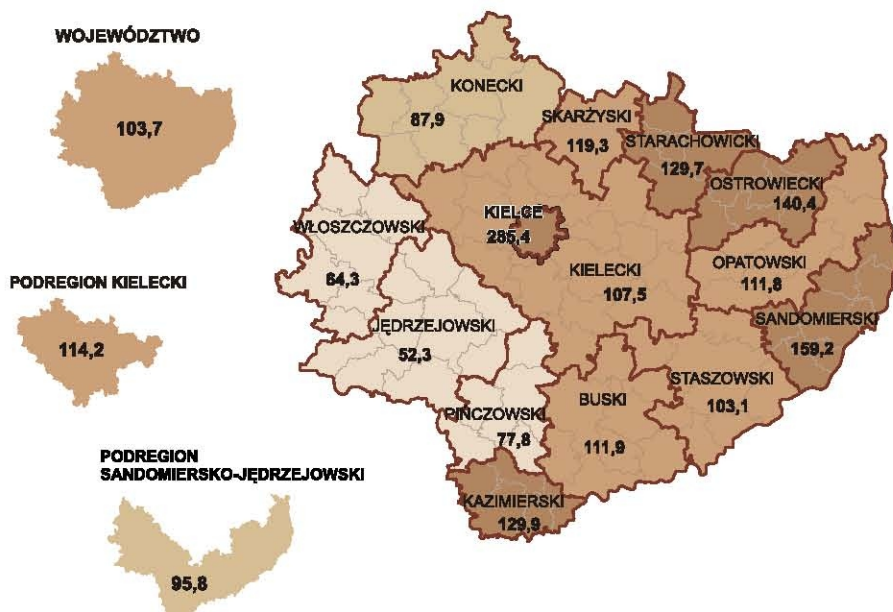 WOJEWÓDZTWO
103,7
PODREGION KIELECKI
114,2
PODREGION
SANDOMIERSKO-JĘDRZEJOWSKI
95,8
KONECKI
87,9
SKARŻYSKI
119,3
STARACHOWICKI
129,7
OSTROWIECKI
140,4
WŁOSZCZOWSKI
64,3
KIELCE
285,4
KIELECKI
107,5
OPATOWSKI
111,8
SANDOMIERSKI
159,2
JĘDRZEJOWSKI
52,3
STASZOWSKI
103,1
BUSKI
111,9
PIŃCZOWSKI
77,8
KAZIMIERSKI
129,9